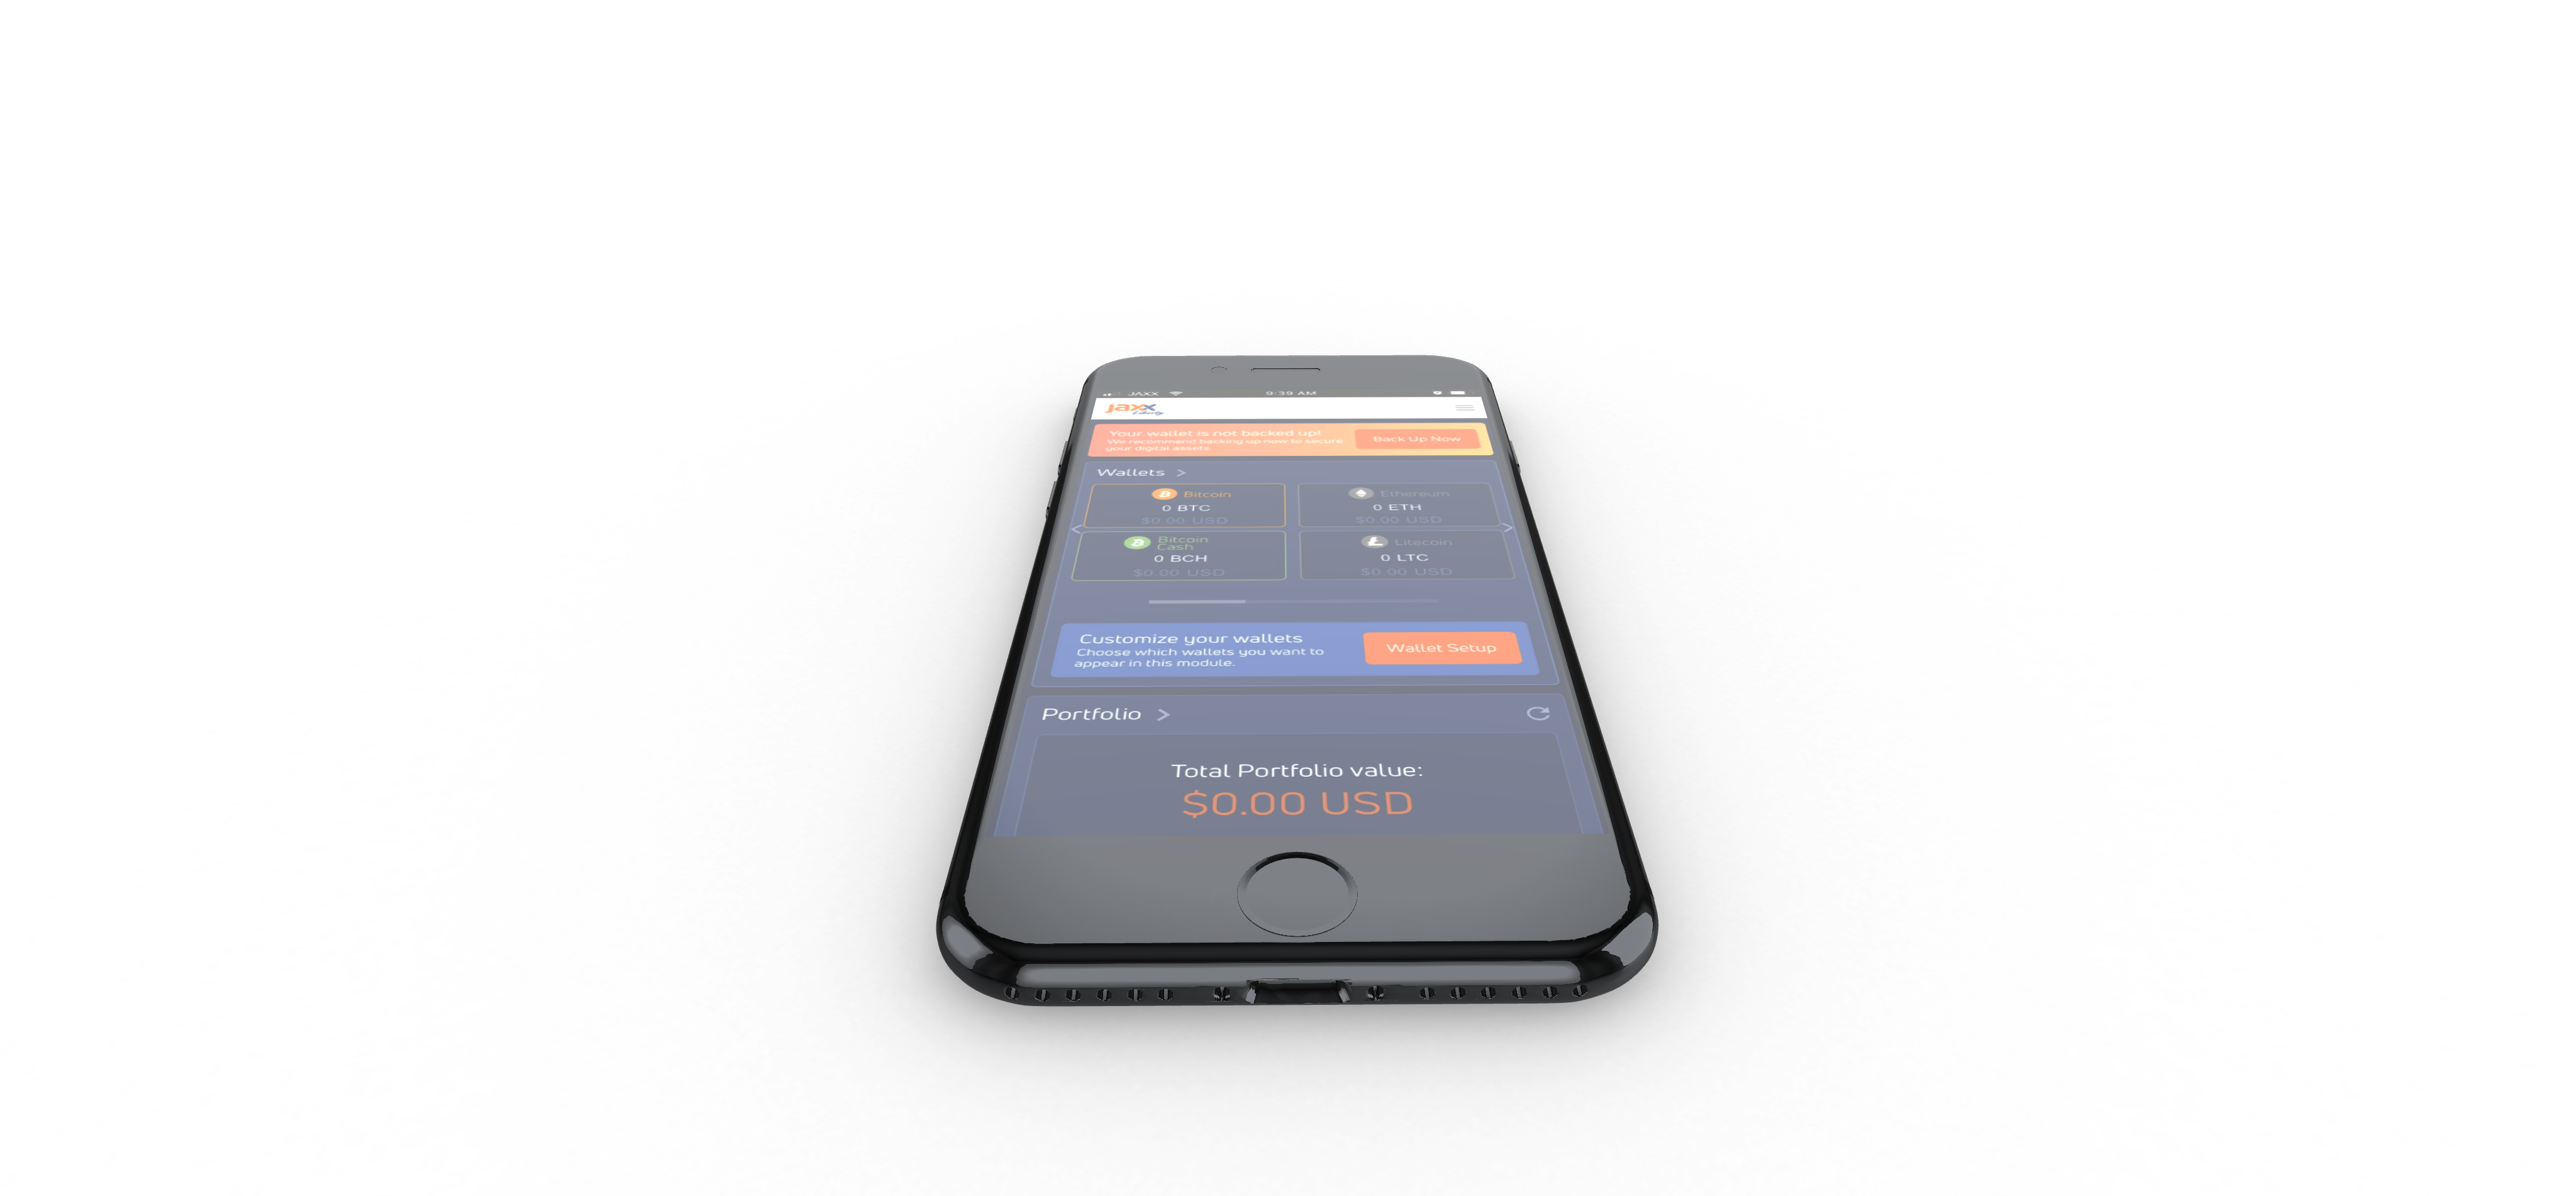 JAXX 9:39 AM
jaxx
Liberty
Your wallet is not backed up!
We recommend backing up now to secure
your digital assets.
Back Up Now
Wallets >
Bitcoin
0 BTC
$0.00 USD
Ethereum
0 ETH
$0.00 USD
Bitcoin
Cash
0 BCH
$0.00 USD
Litecoin
0 LTC
$0.00 USD
Customize your wallets
Choose which wallets you want to
appear in this module.
Wallet Setup
Portfolio >
Total Portfolio value:
$0.00 USD